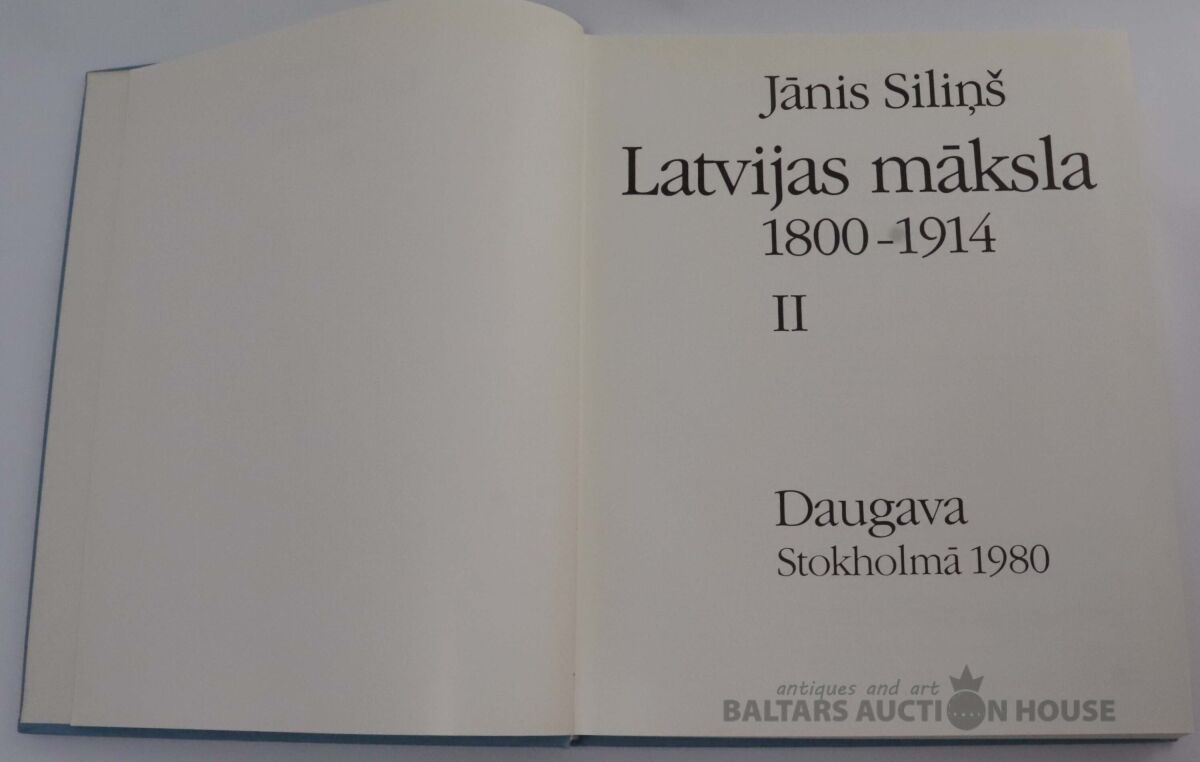 Jānis Siliņš
Latvijas māksla
1800-1914
II
Daugava
Stokholmā 1980
antiques and art
BALTARS AUCTION HOUSE